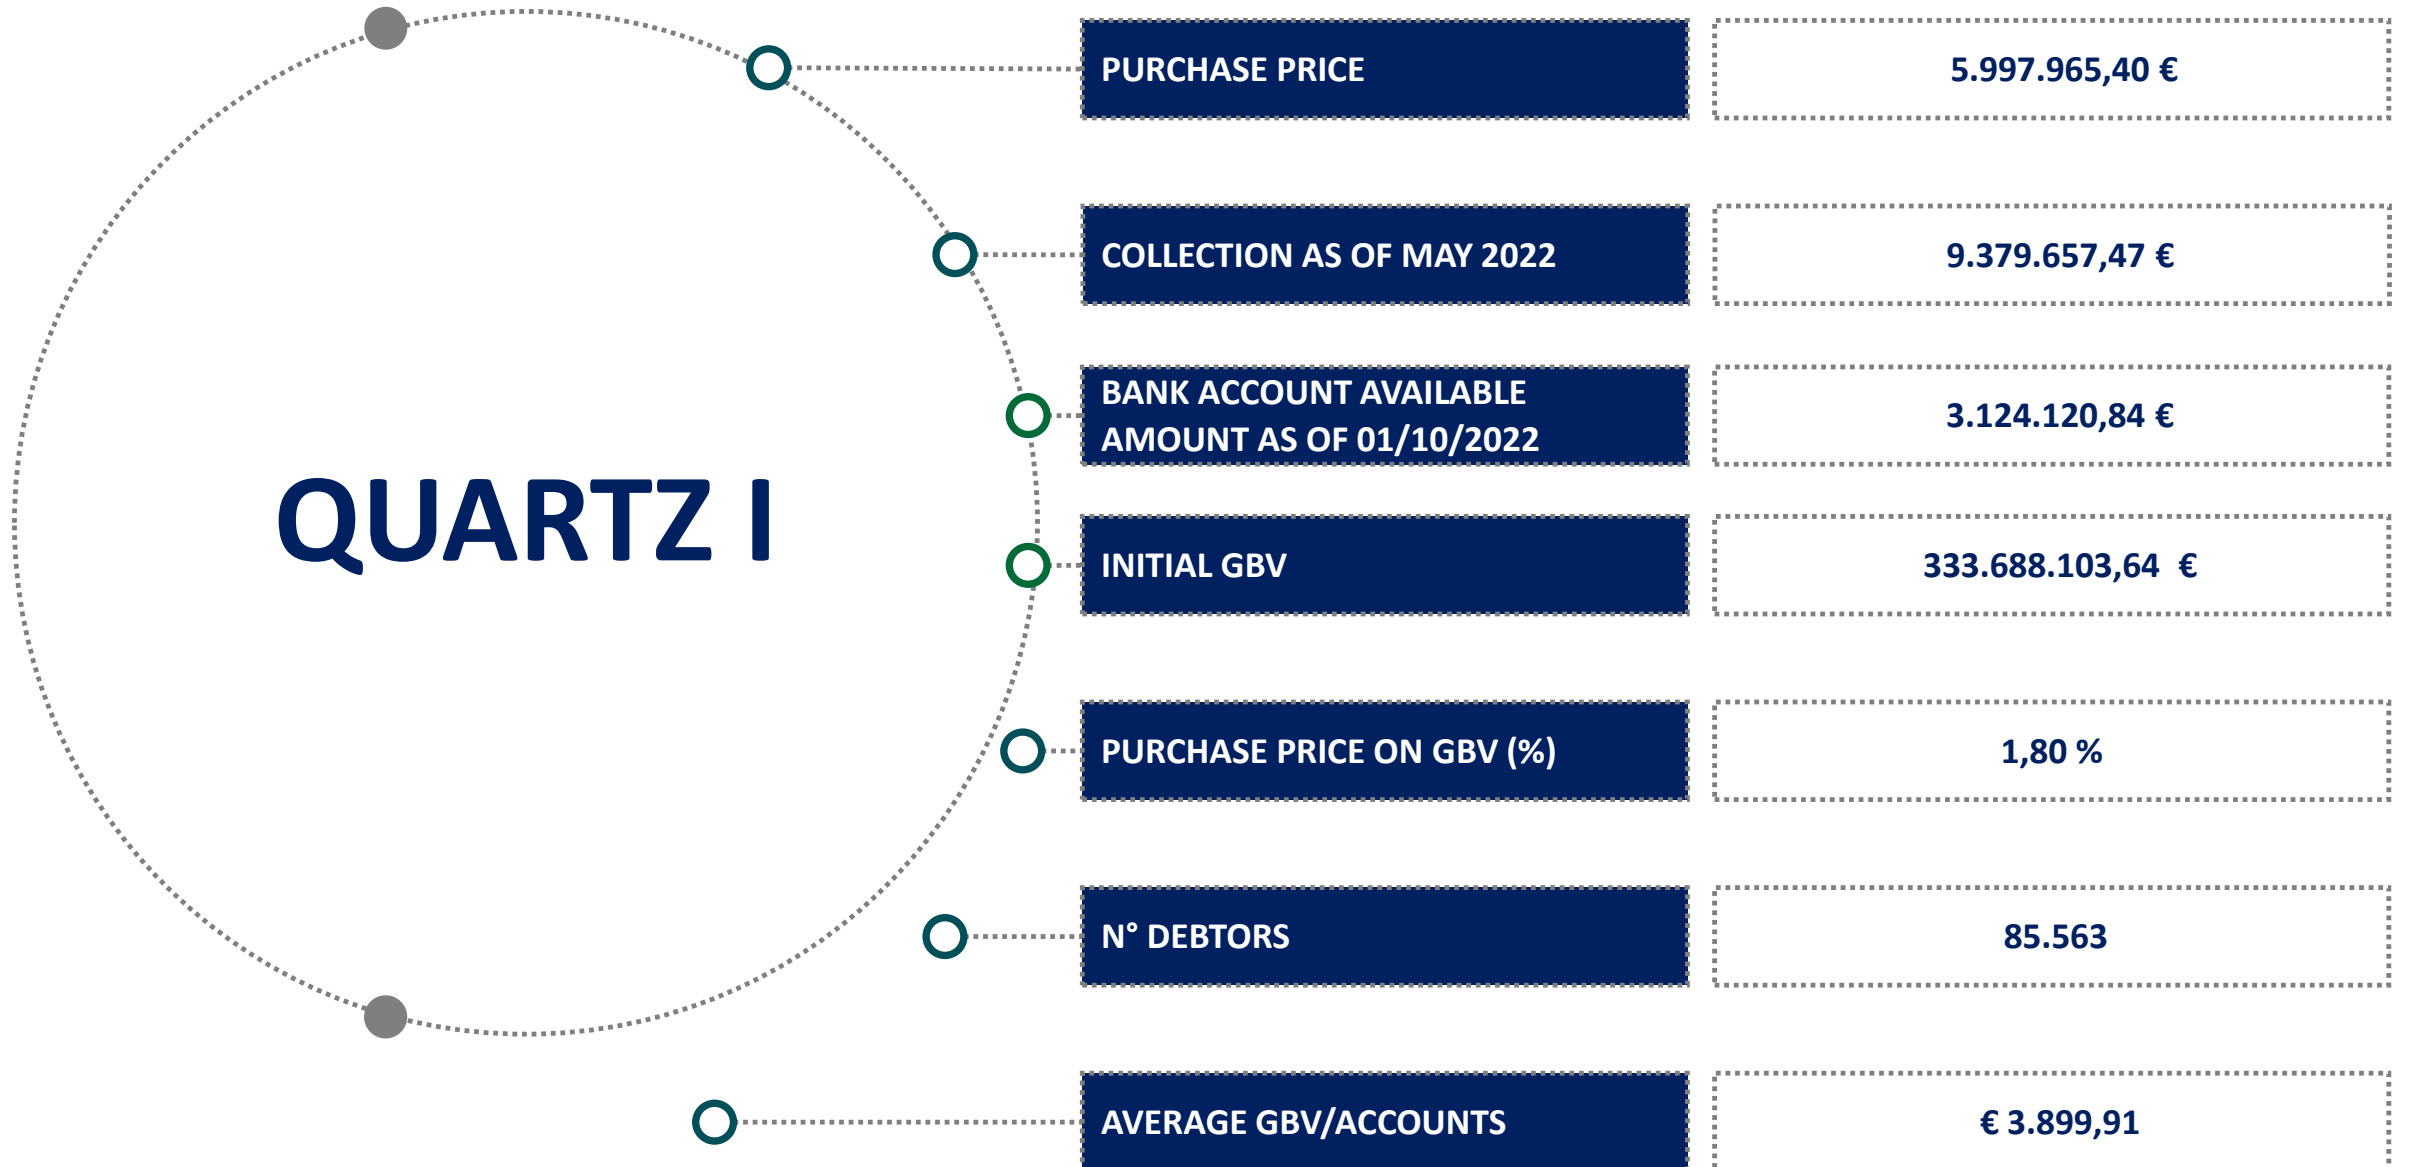 QUARTZ I
PURCHASE PRICE
5.997.965,40 €
COLLECTION AS OF MAY 2022
9.379.657,47 €
BANK ACCOUNT AVAILABLE
AMOUNT AS OF 01/10/2022
3.124.120,84 €
INITIAL GBV
333.688.103,64 €
PURCHASE PRICE ON GBV (%)
1,80 %
N° DEBTORS
85.563
AVERAGE GBV/ACCOUNTS
€ 3.899,91